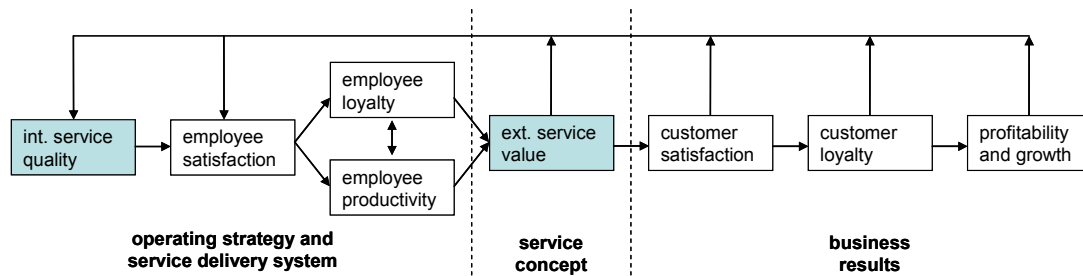 employee
loyalty
int. service
quality
employee
satisfaction
employee
productivity
ext. service
value
customer
satisfaction
customer
loyalty
profitability
and growth
operating strategy and
service delivery system
service
concept
business
results